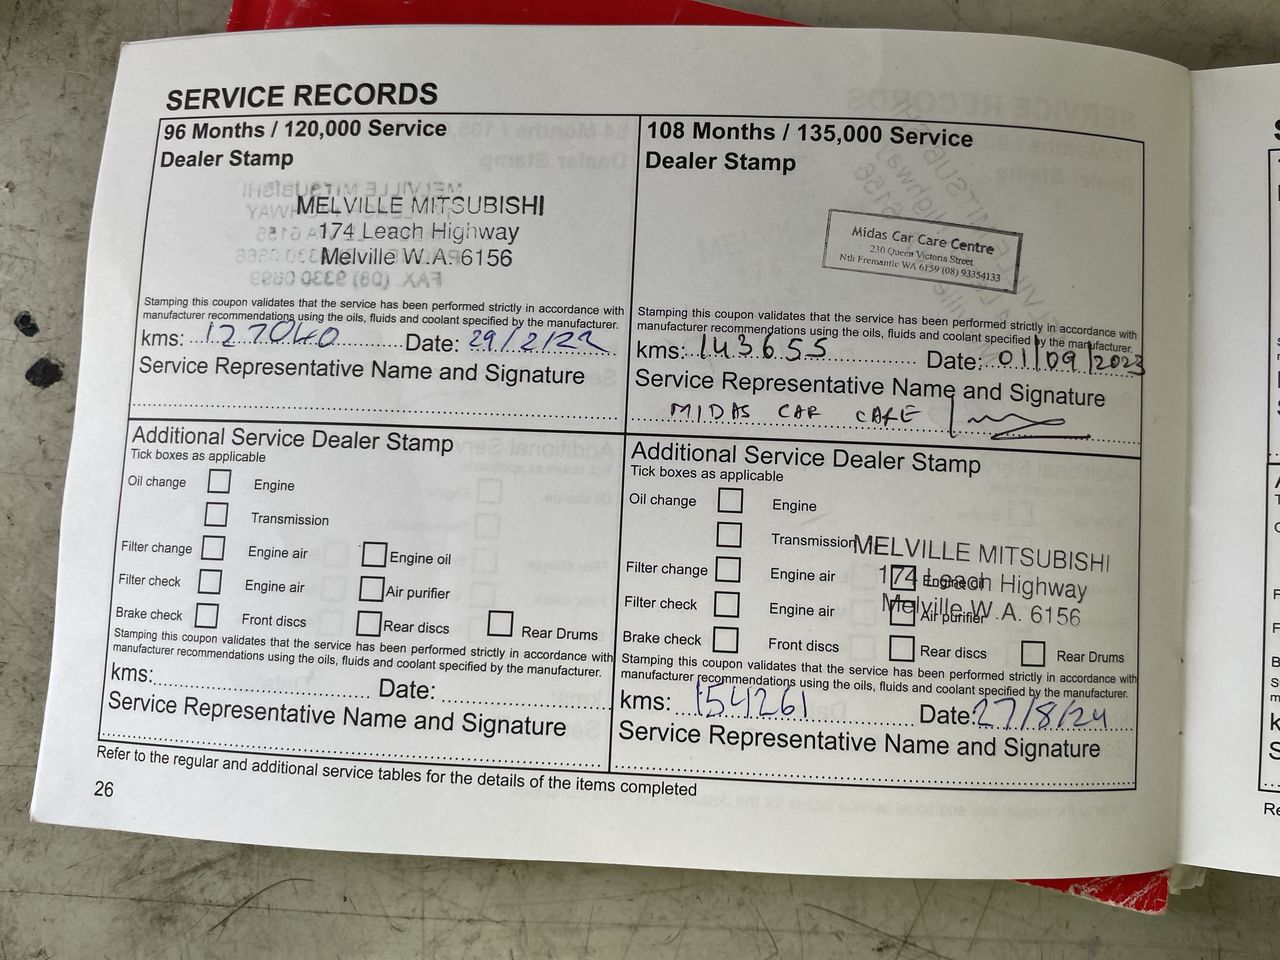 SERVICE RECORDS
96 Months / 120,000 Service
Dealer Stamp
MELVILLE MITSUBISHI
174 Leach Highway
Melville W.A. 6156
Stamping this coupon validates that the service has been performed strictly in accordance with
manufacturer recommendations using the oils, fluids and coolant specified by the manufacturer.
kms: 127040 Date: 29/2/22
Service Representative Name and Signature
Additional Service Dealer Stamp
Tick boxes as applicable
Oil change Engine
Transmission
Filter change Engine air Engine oil
Filter check Engine air Air purifier
Brake check Front discs Rear discs Rear Drums
Stamping this coupon validates that the service has been performed strictly in accordance with
manufacturer recommendations using the oils, fluids and coolant specified by the manufacturer.
kms: Date:
Service Representative Name and Signature
108 Months / 135,000 Service
Dealer Stamp
Midas Car Care Centre
230 Queen Victoria Street
Nth Fremantle WA 6159 (08) 93354133
Stamping this coupon validates that the service has been performed strictly in accordance with
manufacturer recommendations using the oils, fluids and coolant specified by the manufacturer.
kms: 143655 Date: 01/09/2023
Service Representative Name and Signature
MIDAS CAR CARE
Additional Service Dealer Stamp
Tick boxes as applicable
Oil change Engine
Transmission
MELVILLE MITSUBISHI
174 Leach Highway
Melville W.A. 6156
Filter change Engine air Engine oil
Filter check Engine air Air purifier
Brake check Front discs Rear discs Rear Drums
Stamping this coupon validates that the service has been performed strictly in accordance with
manufacturer recommendations using the oils, fluids and coolant specified by the manufacturer.
kms: 154261 Date: 27/8/24
Service Representative Name and Signature
Refer to the regular and additional service tables for the details of the items completed
26